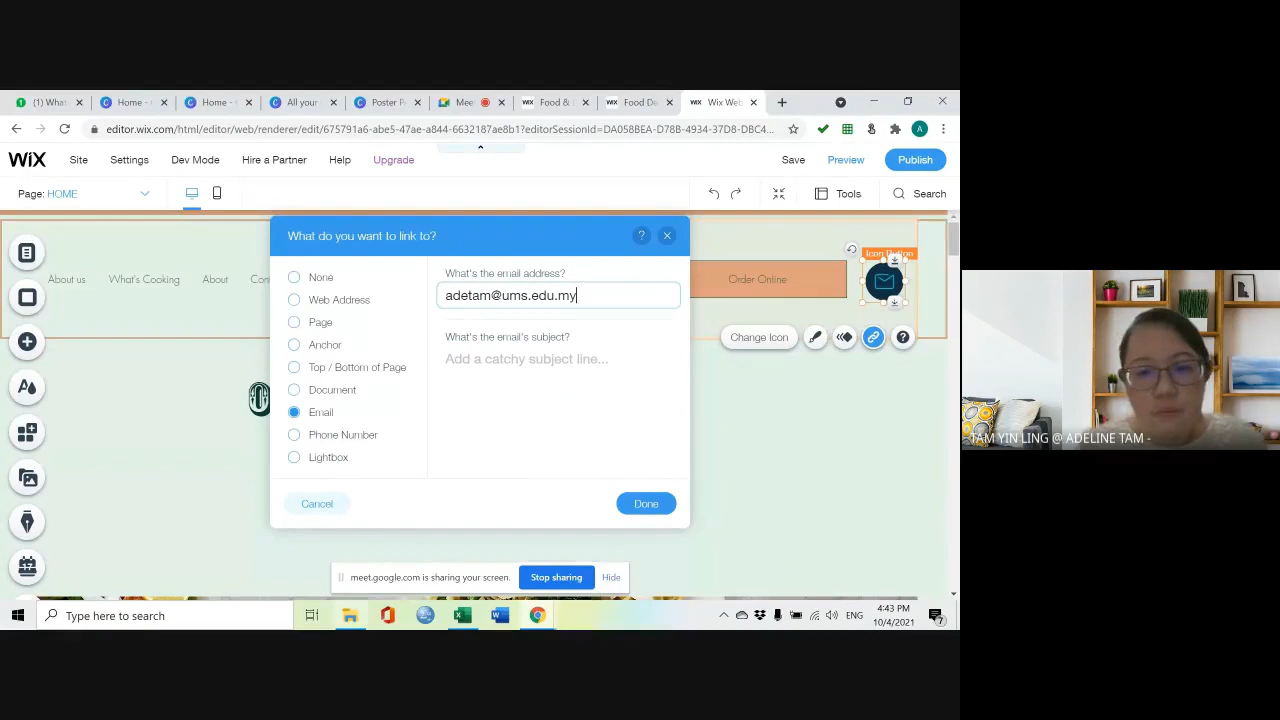 (1) What
Home -
Home -
All your
Poster P
Mee
WIX Food &
WIX Food De
WIX Wix Web
editor.wix.com/html/editor/web/renderer/edit/675791a6-abe5-47ae-a844-6632187ae8b1?editorSessionId=DA058BEA-D78B-4934-37D8-DBC4...
A
WiX
Site
Settings
Dev Mode
Hire a Partner
Help
Upgrade
Save
Preview
Publish
Page: HOME
Tools
Search
What do you want to link to?
?
Icon Button
About us
What's Cooking
About
Con
Order Online
None
Web Address
Page
Anchor
Top / Bottom of Page
Document
Email
Phone Number
Lightbox
What's the email address?
adetam@ums.edu.my
What's the email's subject?
Add a catchy subject line...
Change Icon
?
Cancel
Done
17
meet.google.com is sharing your screen.
Stop sharing
Hide
Type here to search
ENG
4:43 PM
10/4/2021
7
TAM YIN LING @ ADELINE TAM -